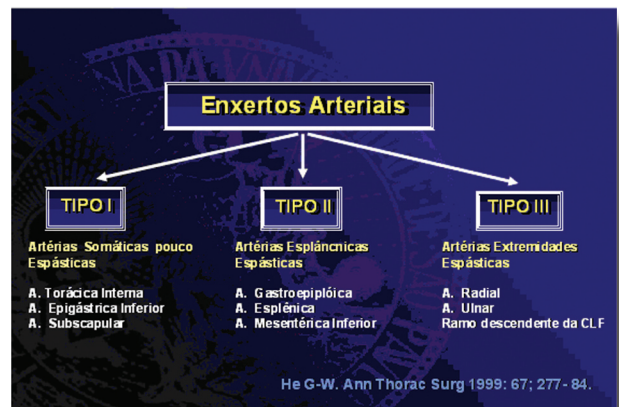 Enxertos Arteriais
TIPO I
Artérias Somáticas pouco
Espásticas
A. Torácica Interna
A. Epigástrica Inferior
A. Subscapular
TIPO II
Artérias Esplâncnicas
Espásticas
A. Gastroepiplóica
A. Esplênica
A. Mesentérica Inferior
TIPO III
Artérias Extremidades
Espásticas
A. Radial
A. Ulnar
Ramo descendente da CLF
He G-W. Ann Thorac Surg 1999: 67; 277- 84.